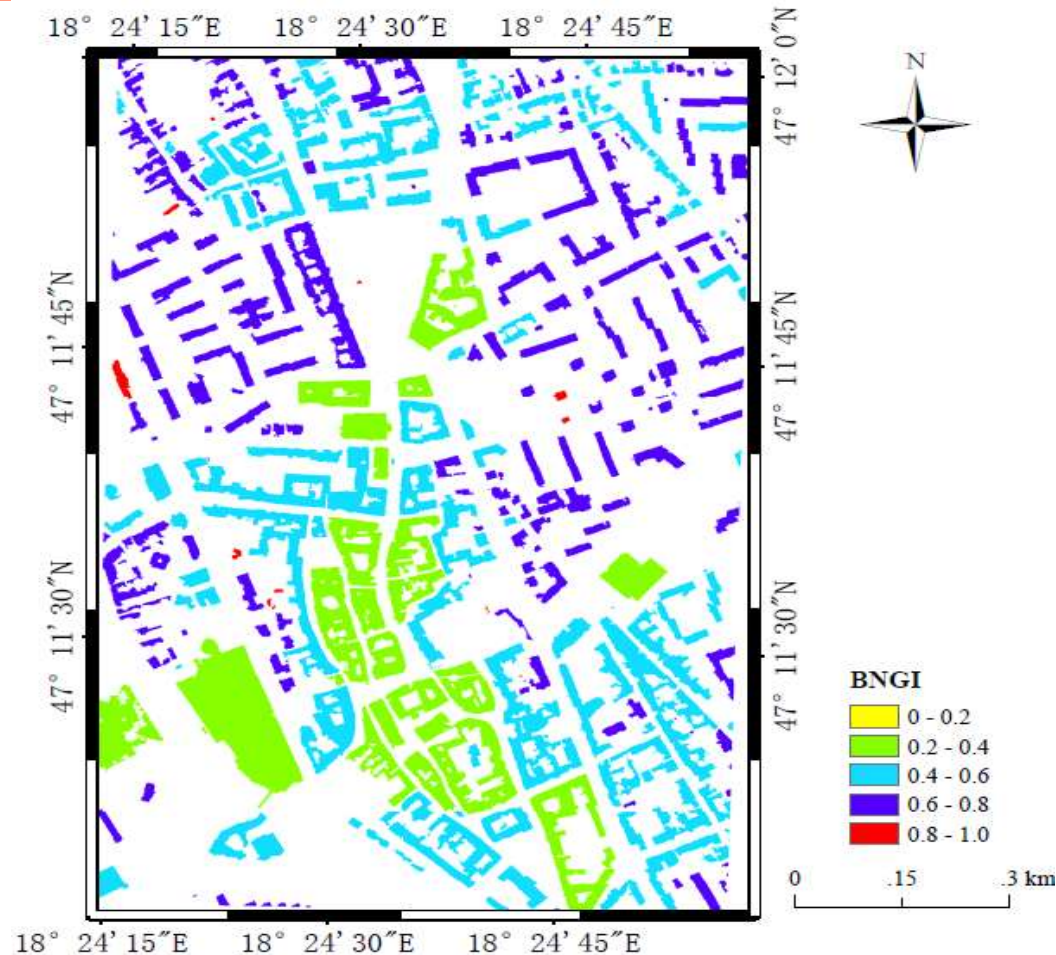 18° 24′15″E 18° 24′30″E 18° 24′45″E
47° 12′0″N
N
47° 11′45″N
47° 11′45″N
47° 11′30″N
47° 11′30″N
BNGI
0 - 0.2
0.2 - 0.4
0.4 - 0.6
0.6 - 0.8
0.8 - 1.0
0 .15 .3 km
18° 24′15″E 18° 24′30″E 18° 24′45″E